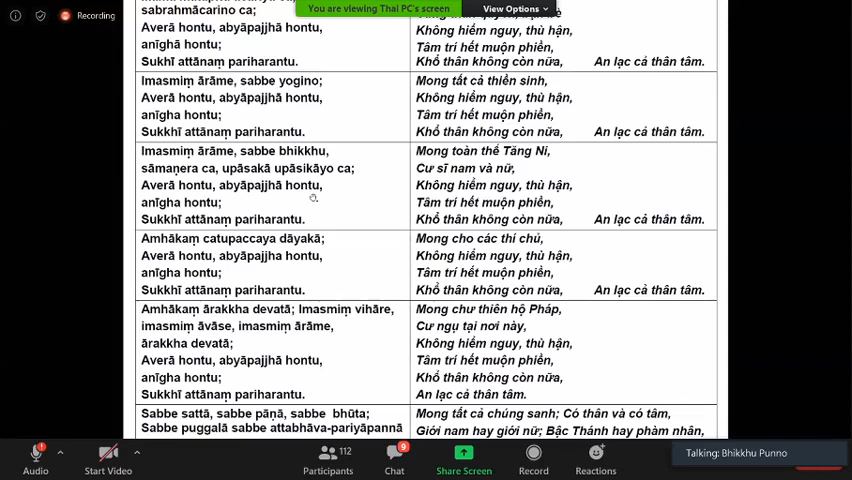 You are viewing Thai PC's screen
View Options
Recording
sabrahmācarino ca;
Averā hontu, abyāpajjhā hontu,
anīghā hontu;
Sukhī attānaṃ pariharantu.
Không hiểm nguy, thù hận,
Tâm trí hết muộn phiền,
Khổ thân không còn nữa, An lạc cả thân tâm.
Imasmiṃ ārāme, sabbe yogino;
Averā hontu, abyāpajjhā hontu,
anīgha hontu;
Sukkhī attānaṃ pariharantu.
Mong tất cả thiền sinh,
Không hiểm nguy, thù hận,
Tâm trí hết muộn phiền,
Khổ thân không còn nữa, An lạc cả thân tâm.
Imasmiṃ ārāme, sabbe bhikkhu,
sāmaṇera ca, upāsakā upāsikāyo ca;
Averā hontu, abyāpajjhā hontu,
anīgha hontu;
Sukkhī attānaṃ pariharantu.
Mong toàn thể Tăng Ni,
Cư sĩ nam và nữ,
Không hiểm nguy, thù hận,
Tâm trí hết muộn phiền,
Khổ thân không còn nữa, An lạc cả thân tâm.
Amhākaṃ catupaccaya dāyakā;
Averā hontu, abyāpajjha hontu,
anīgha hontu;
Sukkhī attānaṃ pariharantu.
Mong cho các thí chủ,
Không hiểm nguy, thù hận,
Tâm trí hết muộn phiền,
Khổ thân không còn nữa, An lạc cả thân tâm.
Amhākaṃ ārakkha devatā; Imasmiṃ vihāre,
imasmiṃ āvāse, imasmiṃ ārāme,
ārakkha devatā;
Averā hontu, abyāpajjhā hontu,
anīgha hontu;
Sukkhī attānaṃ pariharantu.
Mong chư thiên hộ Pháp,
Cư ngụ tại nơi này,
Không hiểm nguy, thù hận,
Tâm trí hết muộn phiền,
Khổ thân không còn nữa,
An lạc cả thân tâm.
Sabbe sattā, sabbe pāṇā, sabbe bhūta;
Sabbe puggalā sabbe attabhāva-pariyāpannā
Mong tất cả chúng sanh; Có thân và có tâm,
Giới nam hay giới nữ; Bậc Thánh hay phàm nhân,
Audio
Start Video
112
Participants
9
Chat
Share Screen
Record
Reactions
Talking: Bhikkhu Punno